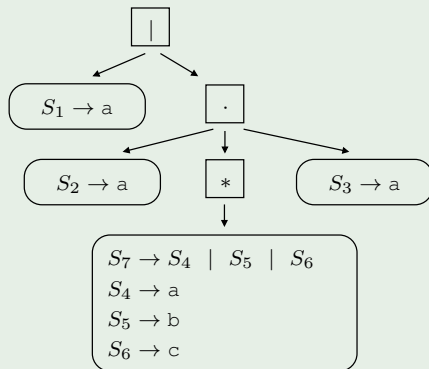 |
S₁ → a
.
S₂ → a
*
S₃ → a
S₇ → S₄ | S₅ | S₆
S₄ → a
S₅ → b
S₆ → c